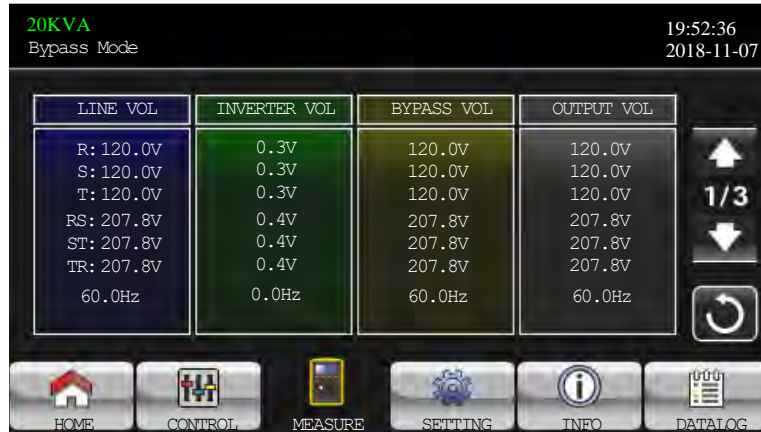 20KVA
Bypass Mode
19:52:36
2018-11-07
LINE VOL INVERTER VOL BYPASS VOL OUTPUT VOL
R:120.0V 0.3V 120.0V 120.0V
S:120.0V 0.3V 120.0V 120.0V
T:120.0V 0.3V 120.0V 120.0V
RS:207.8V 0.4V 207.8V 207.8V
ST:207.8V 0.4V 207.8V 207.8V
TR:207.8V 0.4V 207.8V 207.8V
60.0Hz 0.0Hz 60.0Hz 60.0Hz
1/3
HOME CONTROL MEASURE SETTING INFO DATALOG